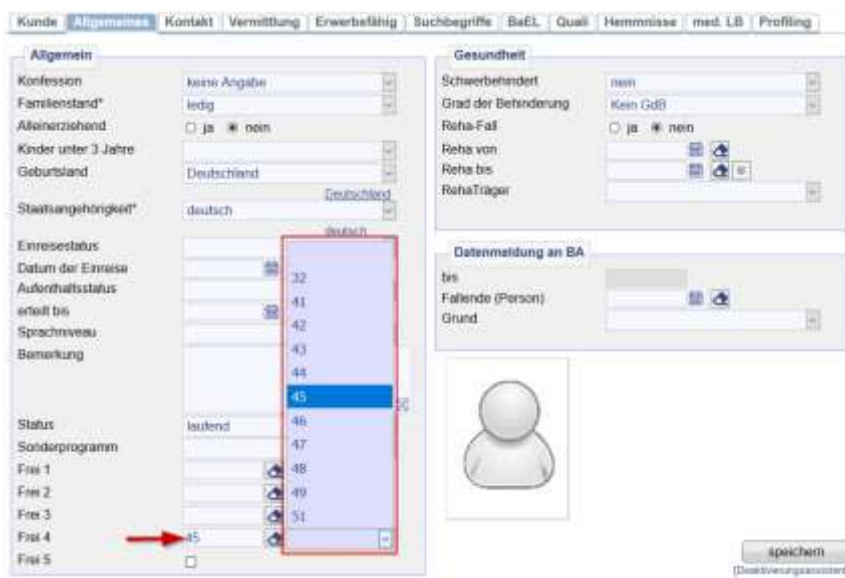 Kunde Allgemeines Kontakt Vermittlung Erwerbsfähig Suchbegriffe BaEL Quali Hemmnisse med. LB Profiling
Allgemein
Konfession keine Angabe
Familienstand* ledig
Alleinerziehend ja nein
Kinder unter 3 Jahre
Geburtsland Deutschland
Deutschland
Staatsangehörigkeit* deutsch
deutsch
Einreisestatus
Datum der Einreise
Aufenthaltsstatus
erteilt bis
Sprachniveau
Bemerkung
Status laufend
Sonderprogramm
Frei 1
Frei 2
Frei 3
Frei 4 45
Frei 5
32
41
42
43
44
45
46
47
48
49
51
Gesundheit
Schwerbehindert nein
Grad der Behinderung Kein GdB
Reha-Fall ja nein
Reha von
Reha bis
RehaTräger
Datenmeldung an BA
bis
Fallende (Person)
Grund
speichern